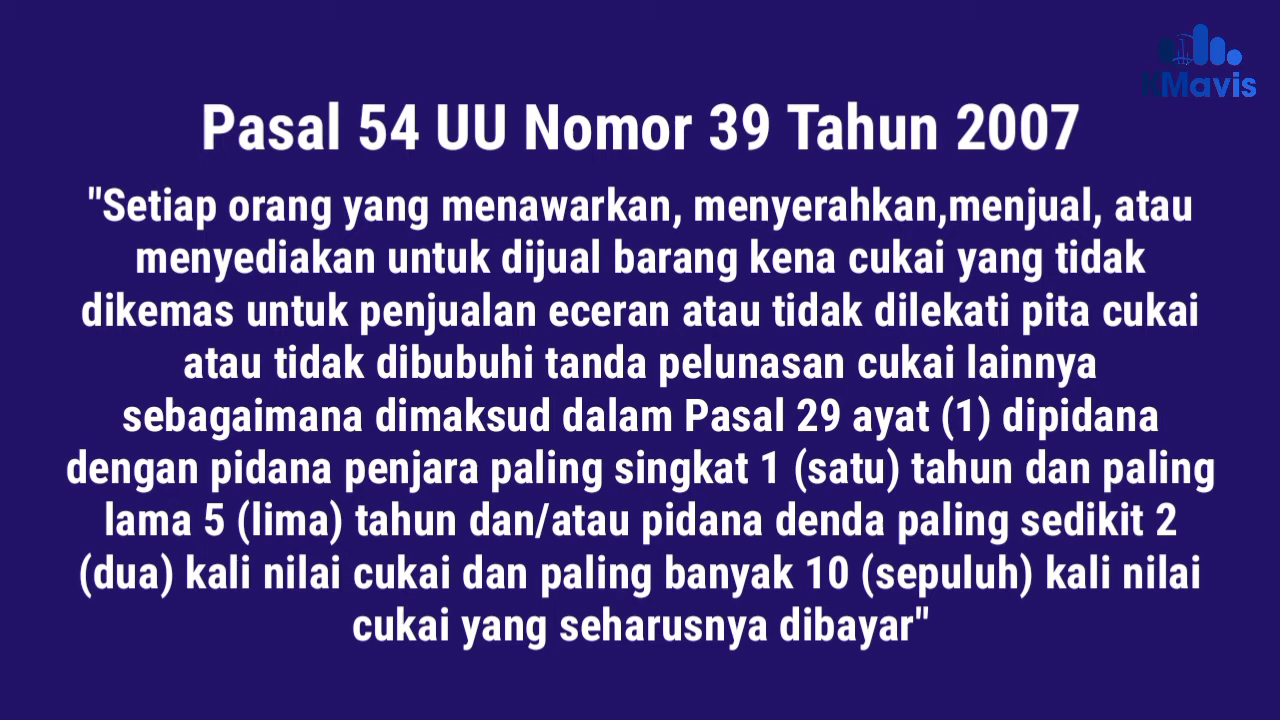 KMavis
Pasal 54 UU Nomor 39 Tahun 2007
"Setiap orang yang menawarkan, menyerahkan,menjual, atau
menyediakan untuk dijual barang kena cukai yang tidak
dikemas untuk penjualan eceran atau tidak dilekati pita cukai
atau tidak dibubuhi tanda pelunasan cukai lainnya
sebagaimana dimaksud dalam Pasal 29 ayat (1) dipidana
dengan pidana penjara paling singkat 1 (satu) tahun dan paling
lama 5 (lima) tahun dan/atau pidana denda paling sedikit 2
(dua) kali nilai cukai dan paling banyak 10 (sepuluh) kali nilai
cukai yang seharusnya dibayar"